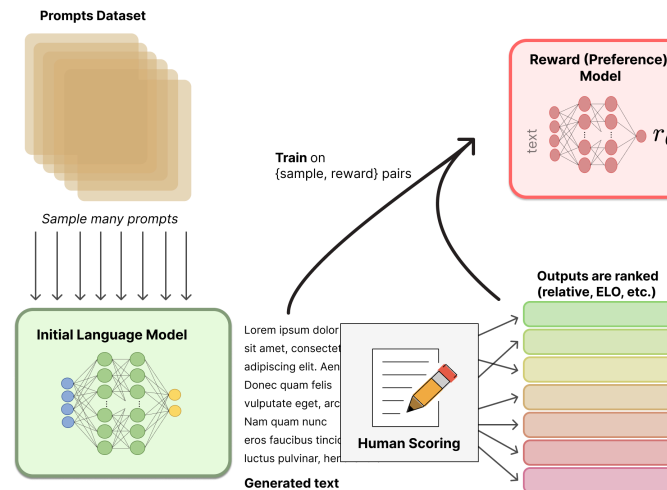 Prompts Dataset
Sample many prompts
Initial Language Model
Train on
{sample, reward} pairs
Reward (Preference)
Model
text
Lorem ipsum dolor
sit amet, consectet
adipiscing elit. Aen
Donec quam felis
vulputate eget, arc
Nam quam nunc
eros faucibus tincid
luctus pulvinar, her
Generated text
Human Scoring
Outputs are ranked
(relative, ELO, etc.)